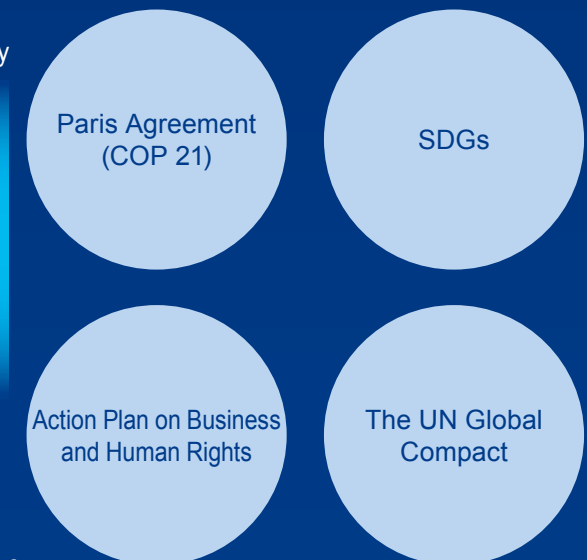 y
Paris Agreement
(COP 21)
SDGs
Action Plan on Business
and Human Rights
The UN Global
Compact